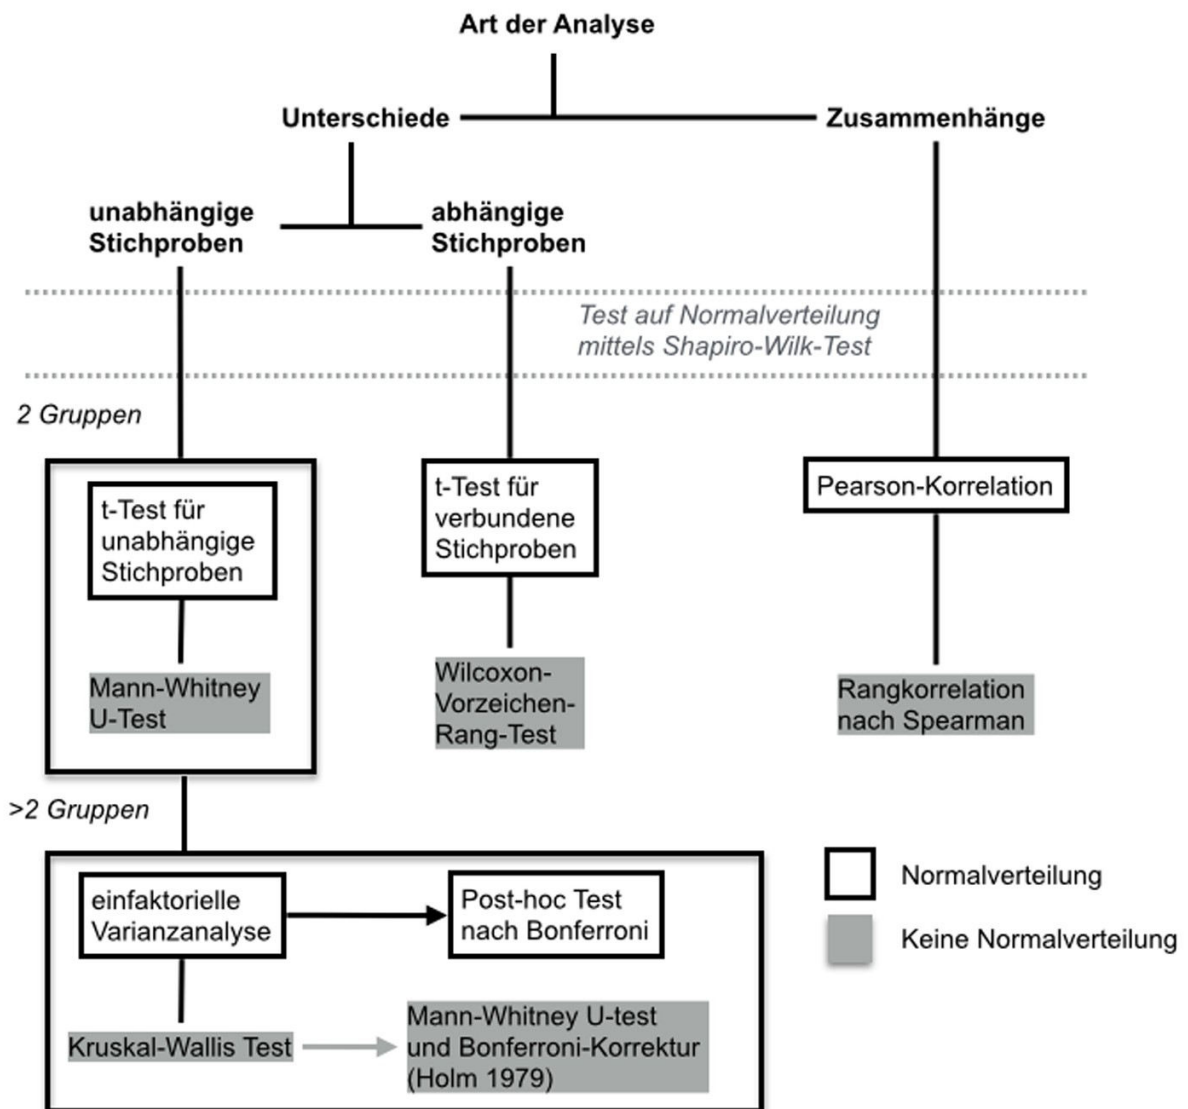 Art der Analyse
Unterschiede
Zusammenhänge
unabhängige
Stichproben
abhängige
Stichproben
Test auf Normalverteilung
mittels Shapiro-Wilk-Test
2 Gruppen
t-Test für
unabhängige
Stichproben
Mann-Whitney
U-Test
t-Test für
verbundene
Stichproben
Wilcoxon-
Vorzeichen-
Rang-Test
Pearson-Korrelation
Rangkorrelation
nach Spearman
>2 Gruppen
einfaktorielle
Varianzanalyse
Post-hoc Test
nach Bonferroni
Kruskal-Wallis Test
Mann-Whitney U-test
und Bonferroni-Korrektur
(Holm 1979)
Normalverteilung
Keine Normalverteilung